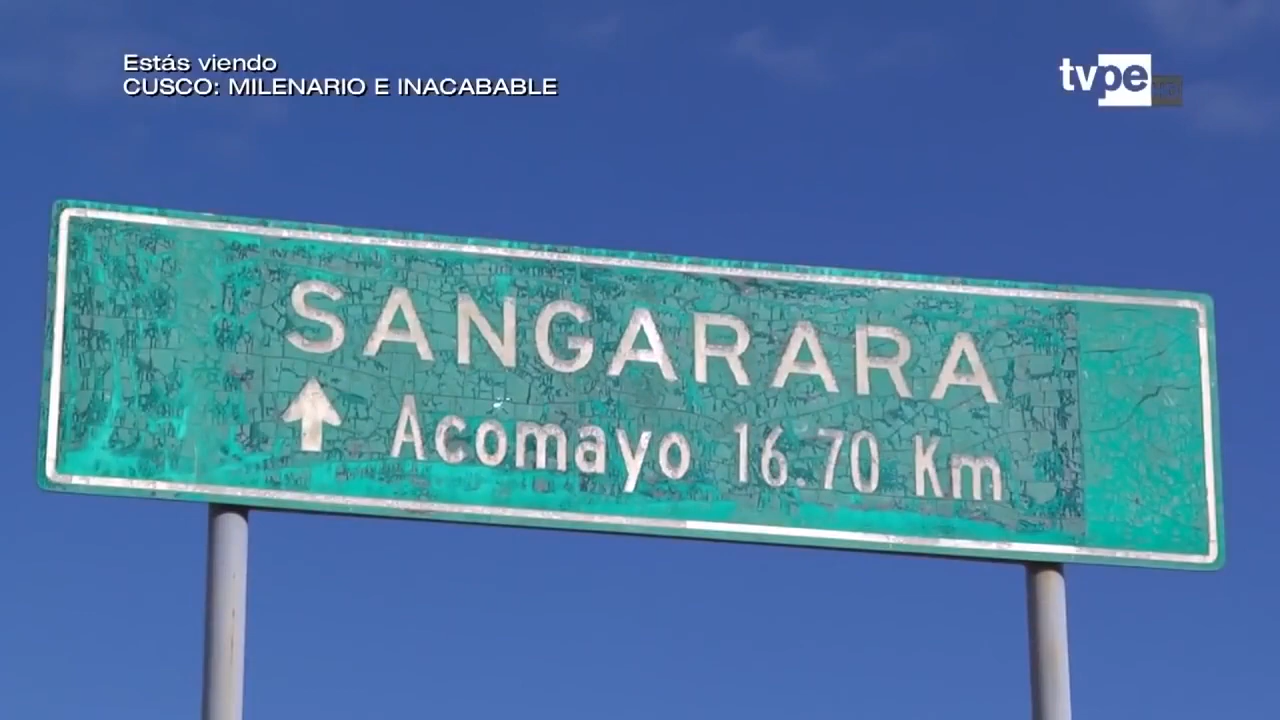 Estás viendo
CUSCO: MILENARIO E INACABABLE
tvpe
SANGARARA
Acomayo 16.70 Km